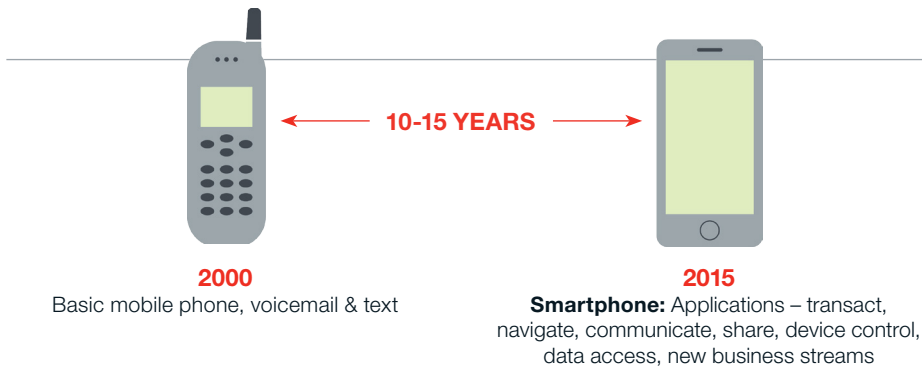 10-15 YEARS
2000
Basic mobile phone, voicemail & text
2015
Smartphone: Applications – transact,
navigate, communicate, share, device control,
data access, new business streams